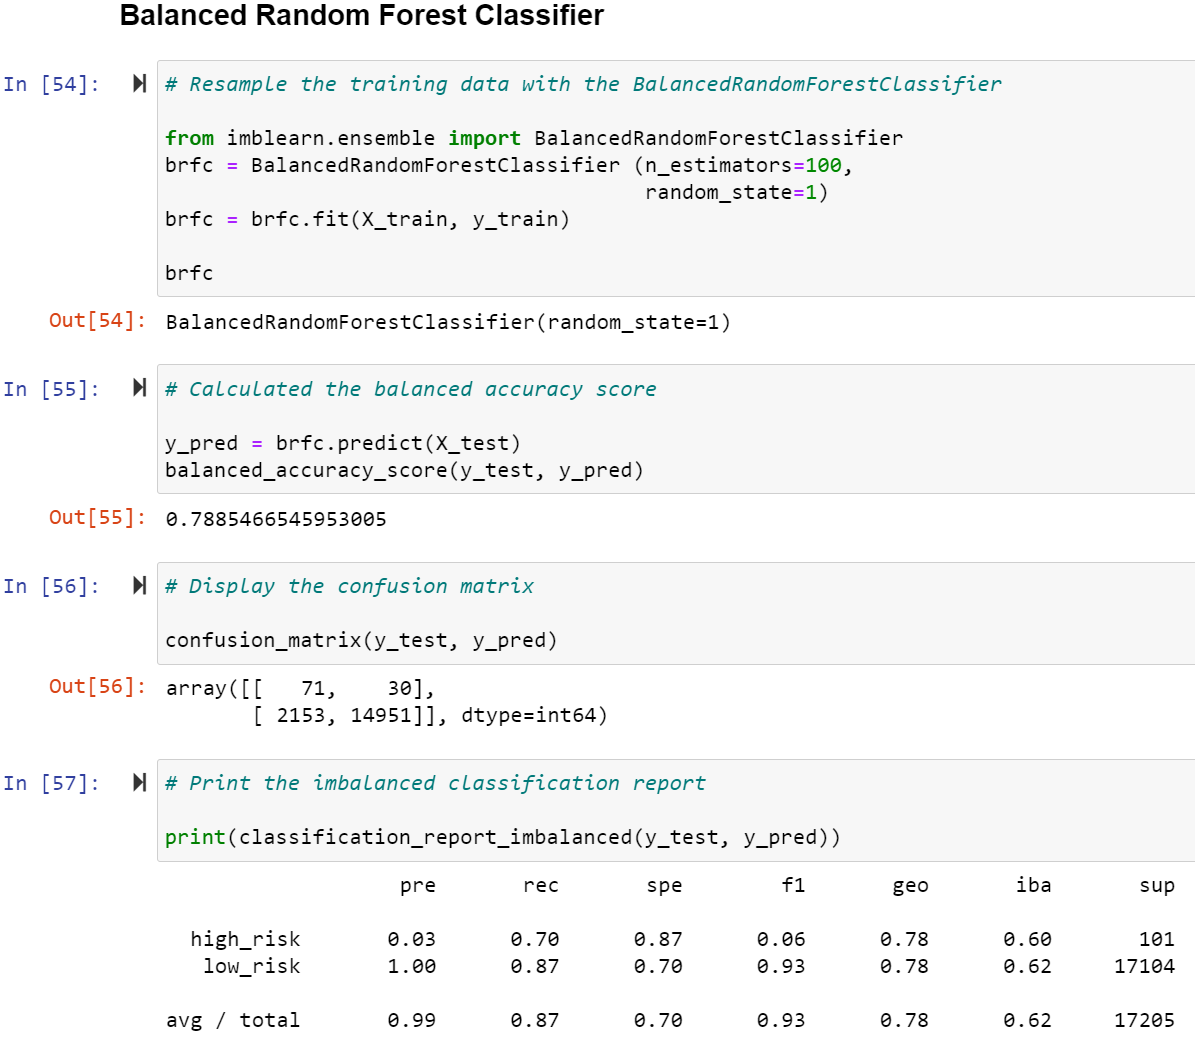 Balanced Random Forest Classifier
In [54]:
# Resample the training data with the BalancedRandomForestClassifier
from imblearn.ensemble import BalancedRandomForestClassifier
brfc = BalancedRandomForestClassifier (n_estimators=100,
random_state=1)
brfc = brfc.fit(X_train, y_train)
brfc
Out[54]: BalancedRandomForestClassifier(random_state=1)
In [55]:
# Calculated the balanced accuracy score
y_pred = brfc.predict(X_test)
balanced_accuracy_score(y_test, y_pred)
Out[55]: 0.7885466545953005
In [56]:
# Display the confusion matrix
confusion_matrix(y_test, y_pred)
Out[56]: array([[   71,    30],
       [ 2153, 14951]], dtype=int64)
In [57]:
# Print the imbalanced classification report
print(classification_report_imbalanced(y_test, y_pred))
pre rec spe f1 geo iba sup
high_risk 0.03 0.70 0.87 0.06 0.78 0.60 101
low_risk 1.00 0.87 0.70 0.93 0.78 0.62 17104
avg / total 0.99 0.87 0.70 0.93 0.78 0.62 17205